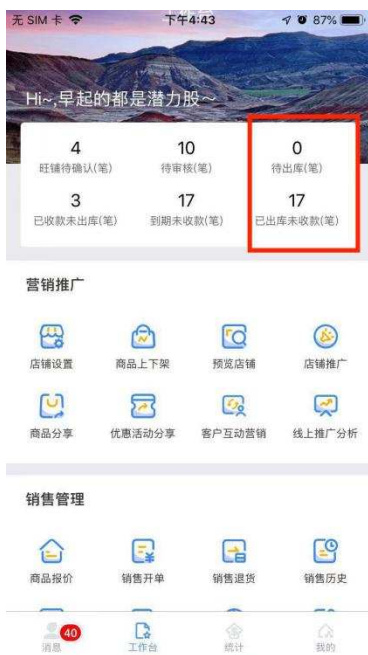 无 SIM 卡 下午4:43 87%
Hi~,早起的都是潜力股~
4 10 0
旺铺待确认(笔) 待审核(笔) 待出库(笔)
3 17 17
已收款未出库(笔) 到期未收款(笔) 已出库未收款(笔)
营销推广
店铺设置 商品上下架 预览店铺 店铺推广
商品分享 优惠活动分享 客户互动营销 线上推广分析
销售管理
商品报价 销售开单 销售退货 销售历史
40
消息 工作台 统计 我的